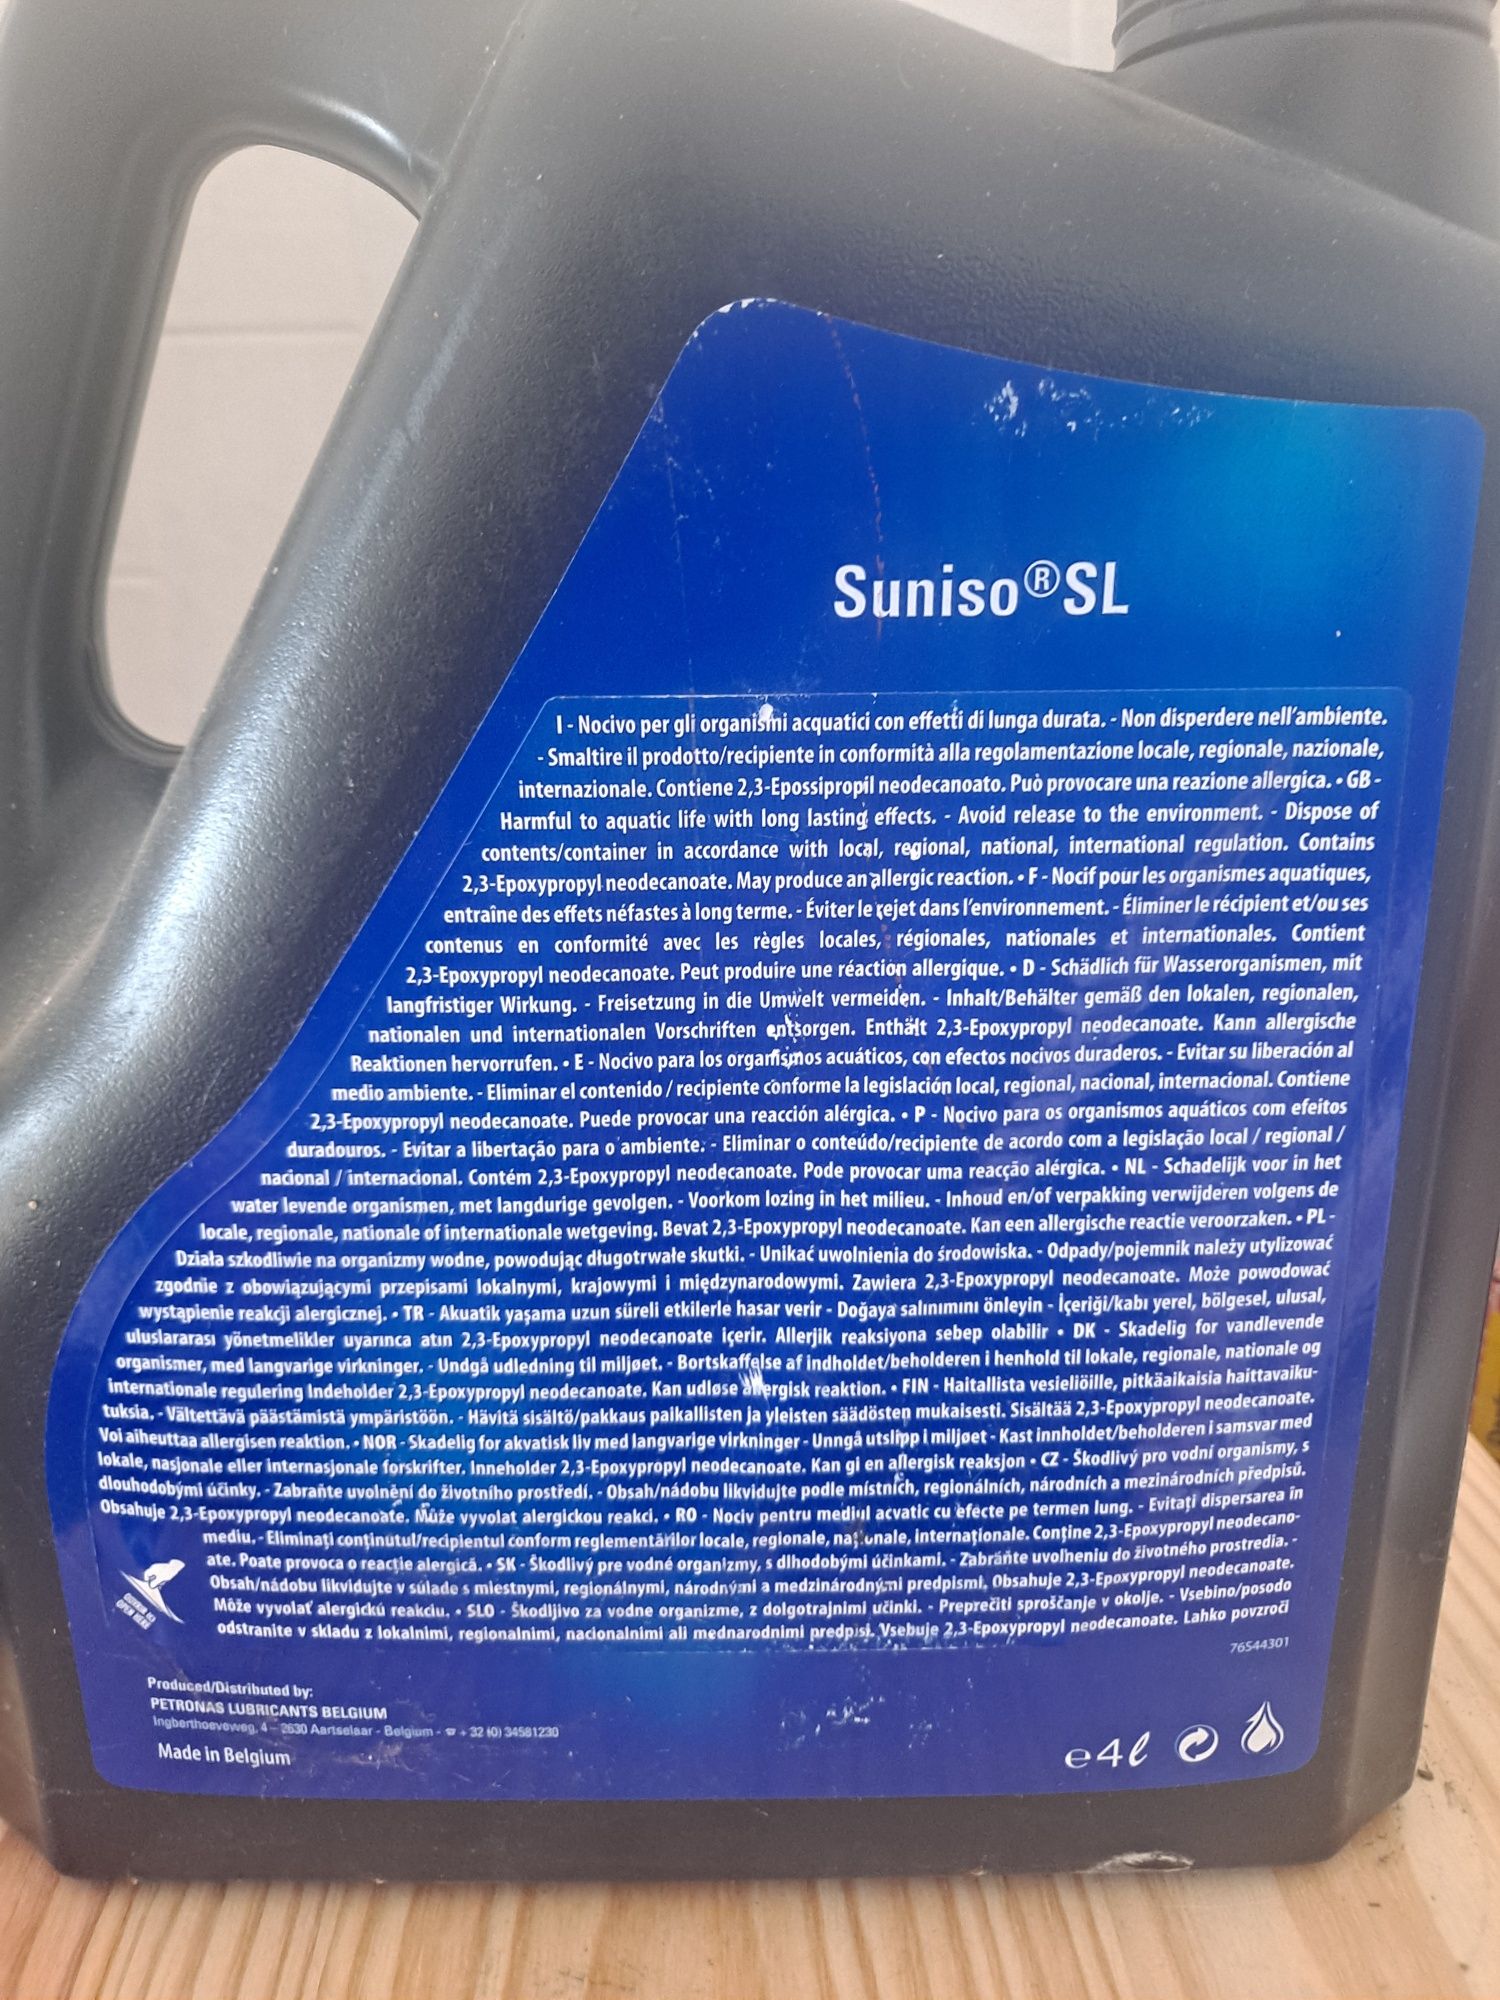 Suniso®SL
I - Nocivo per gli organismi acquatici con effetti di lunga durata. - Non disperdere nell'ambiente.
- Smaltire il prodotto/recipiente in conformità alla regolamentazione locale, regionale, nazionale,
internazionale. Contiene 2,3-Epossipropil neodecanoato. Può provocare una reazione allergica. • GB -
Harmful to aquatic life with long lasting effects. - Avoid release to the environment. - Dispose of
contents/container in accordance with local, regional, national, international regulation. Contains
2,3-Epoxypropyl neodecanoate. May produce an allergic reaction. • F - Nocif pour les organismes aquatiques,
entraîne des effets néfastes à long terme. - Éviter le rejet dans l'environnement. - Éliminer le récipient et/ou ses
contenus en conformité avec les règles locales, régionales, nationales et internationales. Contient
2,3-Epoxypropyl neodecanoate. Peut produire une réaction allergique. • D - Schädlich für Wasserorganismen, mit
langfristiger Wirkung. - Freisetzung in die Umwelt vermeiden. - Inhalt/Behälter gemäß den lokalen, regionalen,
nationalen und internationalen Vorschriften entsorgen. Enthält 2,3-Epoxypropyl neodecanoate. Kann allergische
Reaktionen hervorrufen. • E - Nocivo para los organismos acuáticos, con efectos nocivos duraderos. - Evitar su liberación al
medio ambiente. - Eliminar el contenido / recipiente conforme la legislación local, regional, nacional, internacional. Contiene
2,3-Epoxypropyl neodecanoate. Puede provocar una reacción alérgica. • P - Nocivo para os organismos aquáticos com efeitos
duradouros. - Evitar a libertação para o ambiente. - Eliminar o conteúdo/recipiente de acordo com a legislação local / regional /
nacional / internacional. Contém 2,3-Epoxypropyl neodecanoate. Pode provocar uma reacção alérgica. • NL - Schadelijk voor in het
water levende organismen, met langdurige gevolgen. - Voorkom lozing in het milieu. - Inhoud en/of verpakking verwijderen volgens de
locale, regionale, nationale of internationale wetgeving. Bevat 2,3-Epoxypropyl neodecanoate. Kan een allergische reactie veroorzaken. • PL -
Działa szkodliwie na organizmy wodne, powodując długotrwałe skutki. - Unikać uwolnienia do środowiska. - Odpady/pojemnik należy utylizować
zgodnie z obowiązującymi przepisami lokalnymi, krajowymi i międzynarodowymi. Zawiera 2,3-Epoxypropyl neodecanoate. Może powodować
wystąpienie reakcji alergicznej. • TR - Akuatik yaşama uzun süreli etkilerle hasar verir - Doğaya salınımını önleyin - İçeriği/kabı yerel, bölgesel, ulusal,
uluslararası yönetmelikler uyarınca atın 2,3-Epoxypropyl neodecanoate içerir. Allerjik reaksiyona sebep olabilir • DK - Skadelig for vandlevende
organismer, med langvarige virkninger. - Undgå udledning til miljøet. - Bortskaffelse af indholdet/beholderen i henhold til lokale, regionale, nationale og
internationale regulering Indeholder 2,3-Epoxypropyl neodecanoate. Kan udløse allergisk reaktion. • FIN - Haitallista vesieliöille, pitkäaikaisia haittavaiku-
tuksia. - Vältettävä päästämistä ympäristöön. - Hävitä sisältö/pakkaus paikallisten ja yleisten säädösten mukaisesti. Sisältää 2,3-Epoxypropyl neodecanoate.
Voi aiheuttaa allergisen reaktion. • NOR - Skadelig for akvatisk liv med langvarige virkninger - Unngå utslipp i miljøet - Kast innholdet/beholderen i samsvar med
lokale, nasjonale eller internasjonale forskrifter. Inneholder 2,3-Epoxypropyl neodecanoate. Kan gi en allergisk reaksjon • CZ - Škodlivý pro vodní organismy, s
dlouhodobými účinky. - Zabraňte uvolnění do životního prostředí. - Obsah/nádobu likvidujte podle místních, regionálních, národních a mezinárodních předpisů.
Obsahuje 2,3-Epoxypropyl neodecanoate. Může vyvolat alergickou reakci. • RO - Nociv pentru mediul acvatic cu efecte pe termen lung. - Evitați dispersarea în
mediu. - Eliminați conținutul/recipientul conform reglementărilor locale, regionale, naționale, internaționale. Conține 2,3-Epoxypropyl neodecano-
ate. Poate provoca o reacție alergică. • SK - Škodlivý pre vodné organizmy, s dlhodobými účinkami. - Zabráňte uvoľneniu do životného prostredia. -
Obsah/nádobu likvidujte v súlade s miestnymi, regionálnymi, národnými a medzinárodnými predpismi. Obsahuje 2,3-Epoxypropyl neodecanoate.
Môže vyvolať alergickú reakciu. • SLO - Škodljivo za vodne organizme, z dolgotrajnimi učinki. - Preprečiti sproščanje v okolje. - Vsebino/posodo
odstranite v skladu z lokalnimi, regionalnimi, nacionalnimi ali mednarodnimi predpisi. Vsebuje 2,3-Epoxypropyl neodecanoate. Lahko povzroči
76544301
OUVRIR ICI
OPEN HERE
Produced/Distributed by:
PETRONAS LUBRICANTS BELGIUM
Ingberthoeveweg, 4 - 2630 Aartselaar - Belgium - ☎ + 32 (0) 34581230
Made in Belgium
e4ℓ